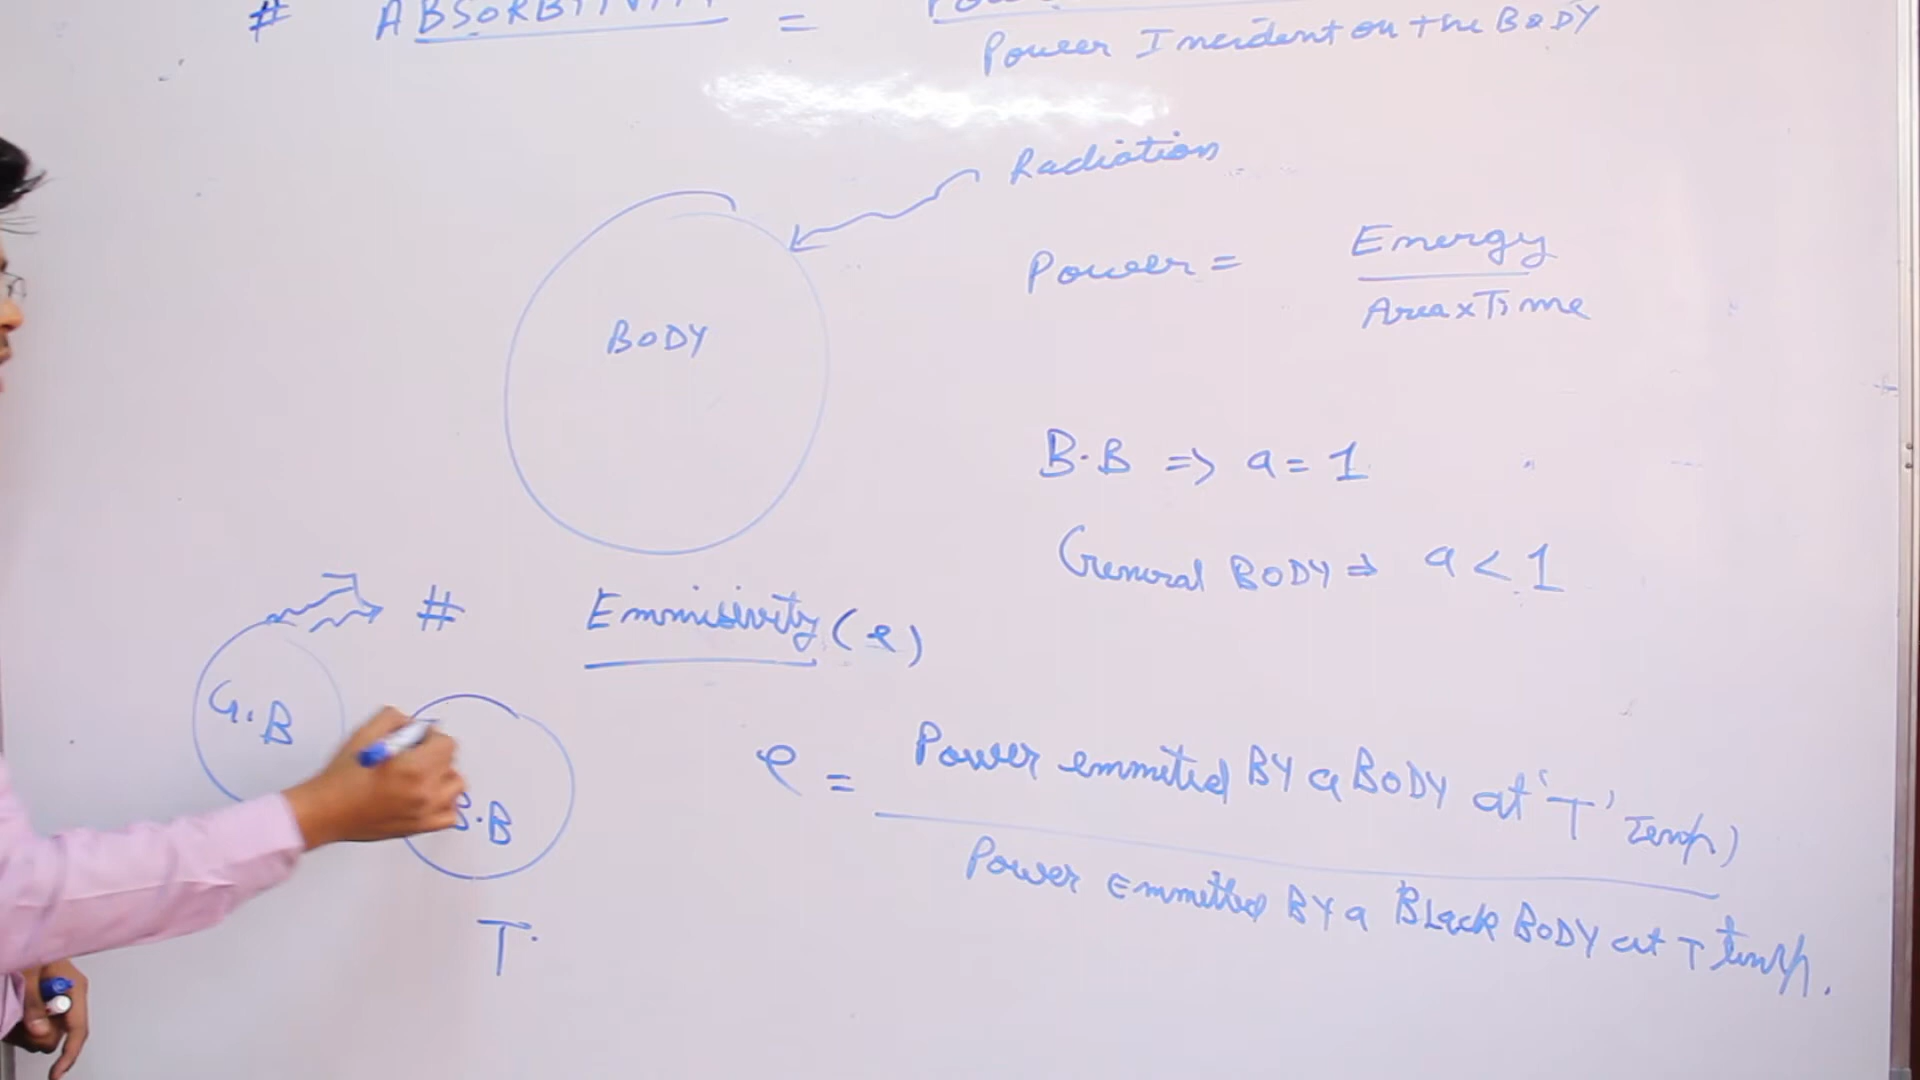 # ABSORBTIVITY =
Power Incident on the BODY
Radiation
Power = Energy
Area x Time
BODY
B.B => a = 1
General BODY => a < 1
# Emmisivity (e)
G.B
B.B
T
e = Power emmited BY a BODY at 'T' temp)
Power Emmitted BY a BLack BODY at T temp.